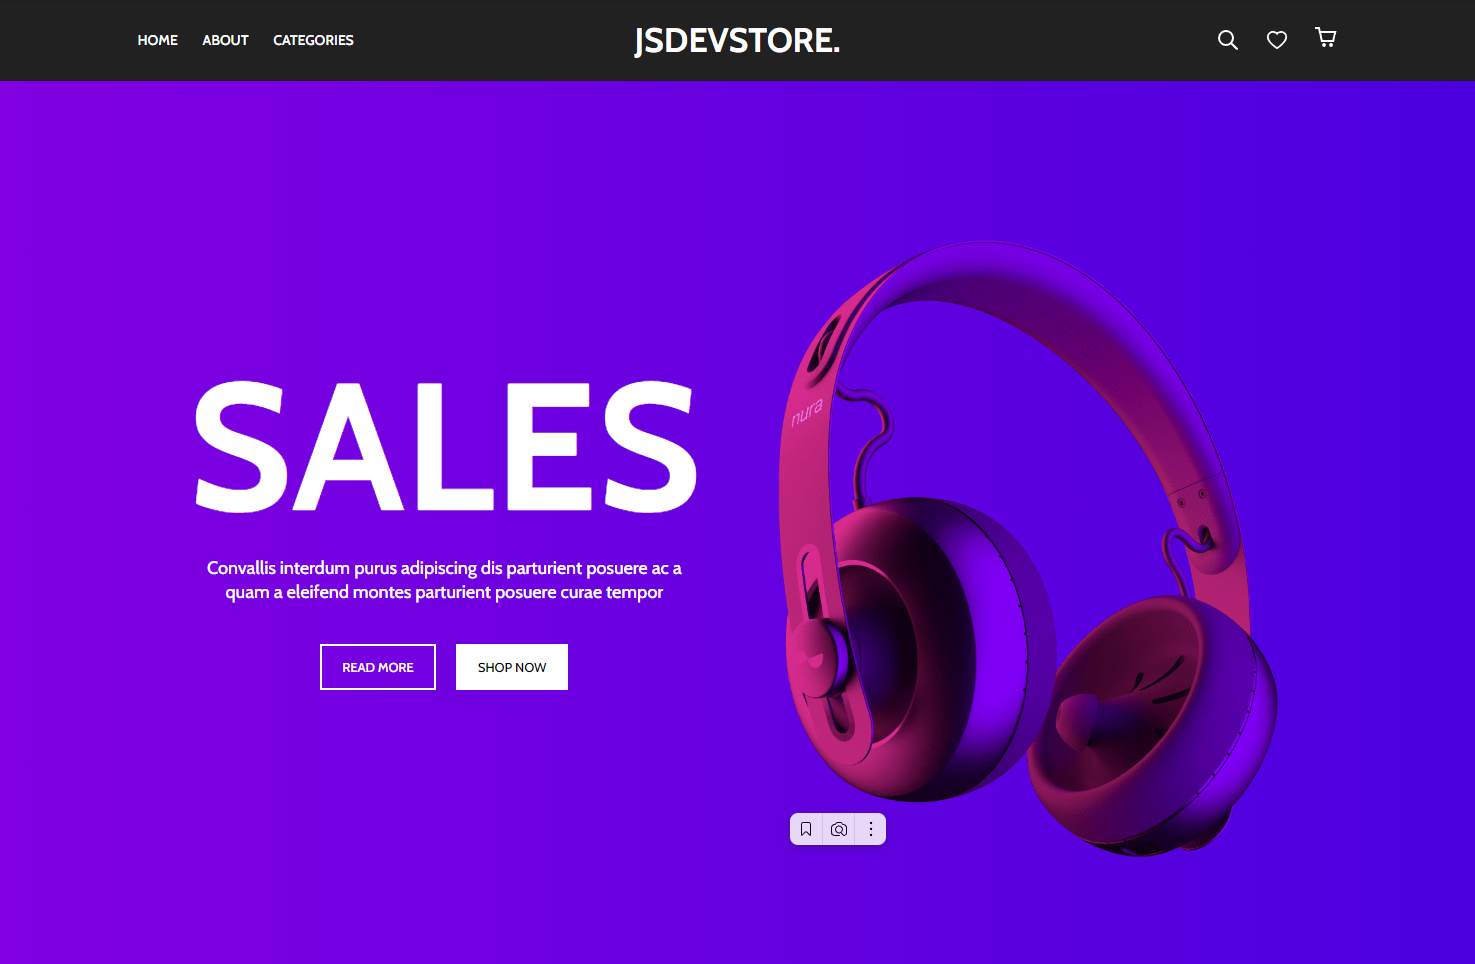 HOME ABOUT CATEGORIES JSDEVSTORE.
SALES
nura
Convallis interdum purus adipiscing dis parturient posuere ac a
quam a eleifend montes parturient posuere curae tempor
READ MORE SHOP NOW